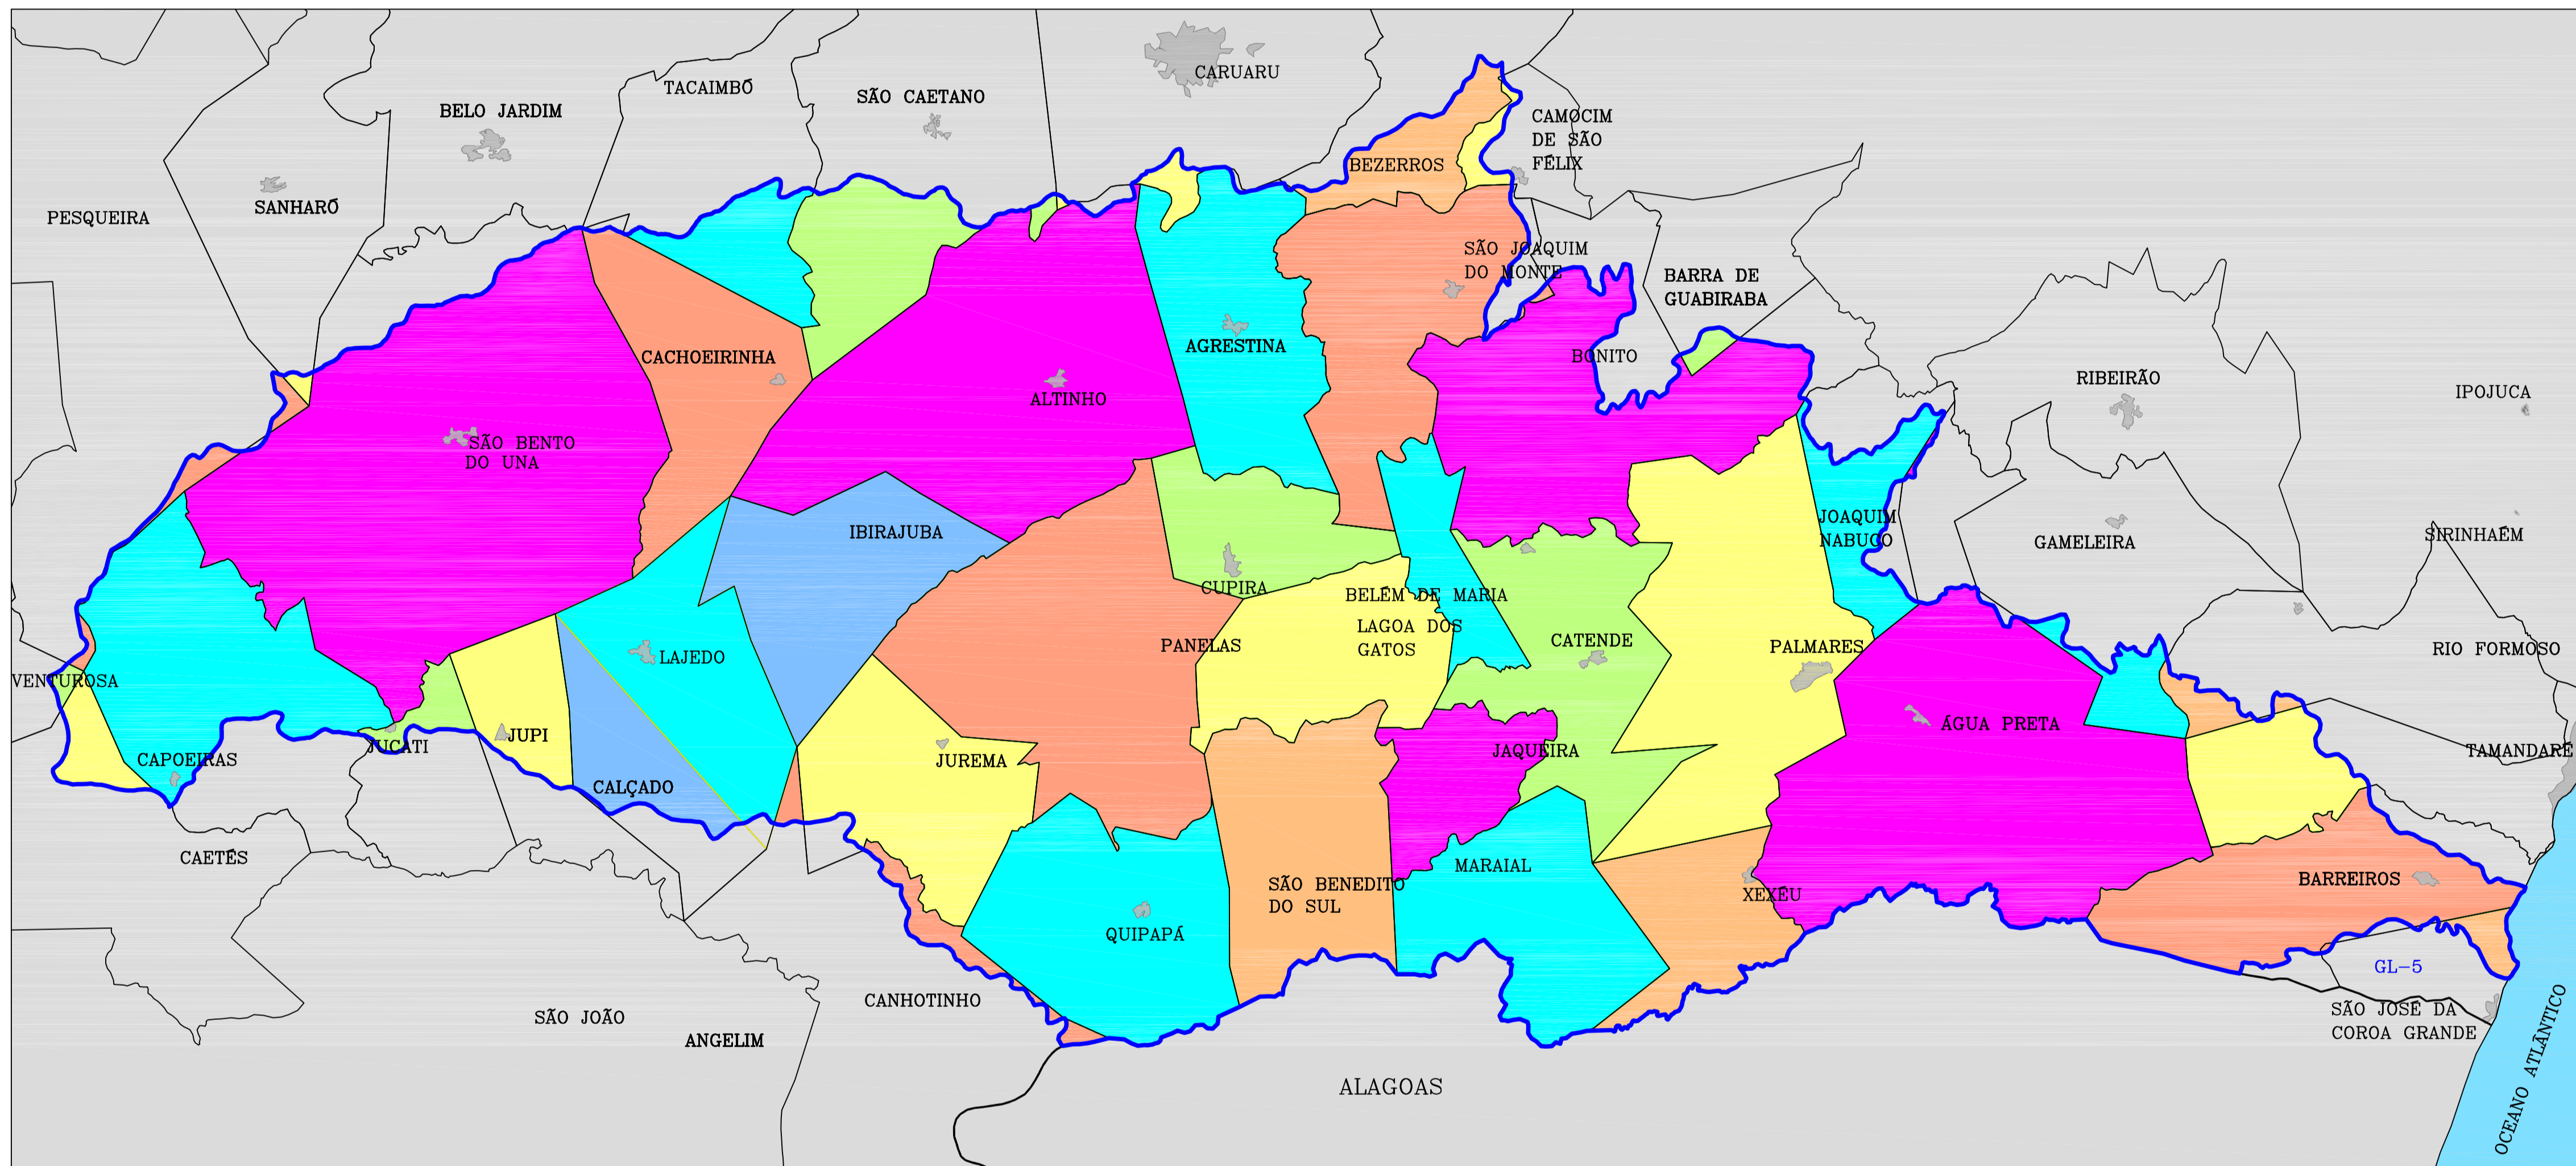 CARUARU
TACAIMBÓ
SÃO CAETANO
BELO JARDIM
CAMOCIM
DE SÃO
FÉLIX
BEZERROS
SANHARÓ
PESQUEIRA
SÃO JOAQUIM
DO MONTE
BARRA DE
GUABIRABA
AGRESTINA
CACHOEIRINHA
BONITO
RIBEIRÃO
IPOJUCA
ALTINHO
SÃO BENTO
DO UNA
JOAQUIM
NABUCO
IBIRAJUBA
SIRINHAÉM
GAMELEIRA
CUPIRA
BELÉM DE MARIA
LAGOA DOS
GATOS
CATENDE
PANELAS
PALMARES
RIO FORMOSO
LAJEDO
VENTUROSA
ÁGUA PRETA
JUPI
JUCATI
JAQUEIRA
TAMANDARÉ
CAPOEIRAS
JUREMA
CALÇADO
CAETÉS
MARAIAL
BARREIROS
SÃO BENEDITO
DO SUL
XEXÉU
QUIPAPÁ
GL-5
CANHOTINHO
SÃO JOSÉ DA
COROA GRANDE
SÃO JOÃO
ANGELIM
OCEANO ATLÂNTICO
ALAGOAS